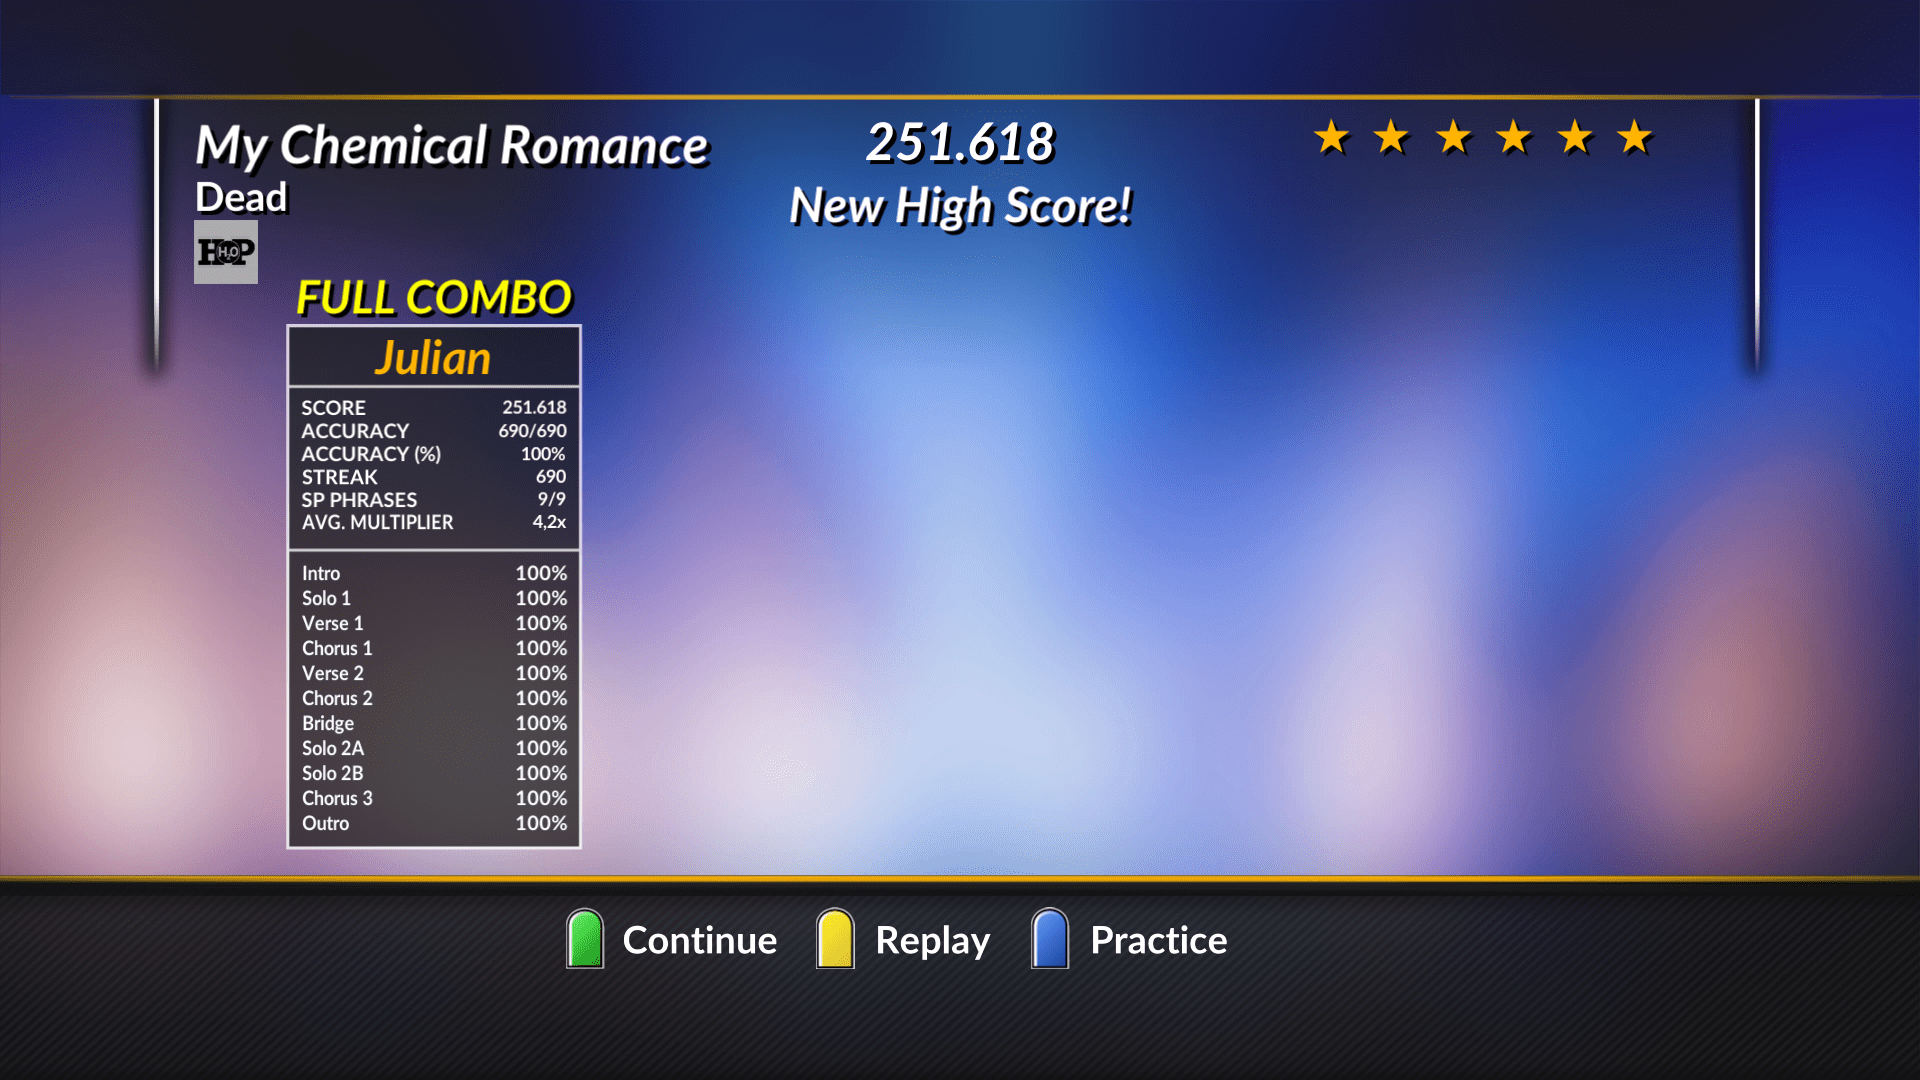 My Chemical Romance
Dead
H H₂O P
251.618
New High Score!
FULL COMBO
Julian
SCORE 251.618
ACCURACY 690/690
ACCURACY (%) 100%
STREAK 690
SP PHRASES 9/9
AVG. MULTIPLIER 4,2x
Intro 100%
Solo 1 100%
Verse 1 100%
Chorus 1 100%
Verse 2 100%
Chorus 2 100%
Bridge 100%
Solo 2A 100%
Solo 2B 100%
Chorus 3 100%
Outro 100%
Continue Replay Practice